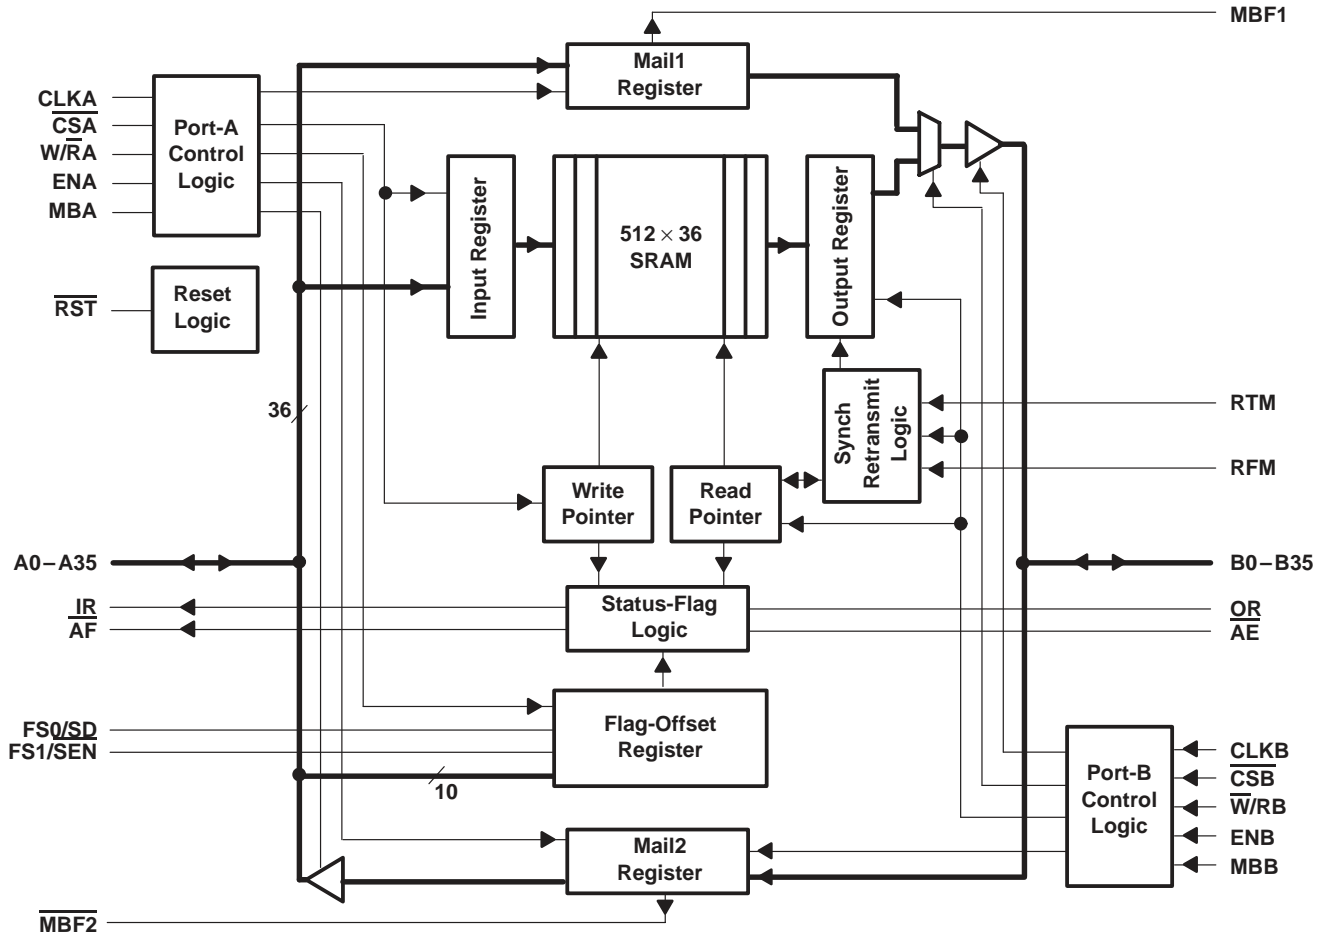 MBF1
Mail1
Register
CLKA
CSA
W/RA
ENA
MBA
Port-A
Control
Logic
Input Register
512 × 36
SRAM
Output Register
RST
Reset
Logic
36
Synch
Retransmit
Logic
RTM
RFM
Write
Pointer
Read
Pointer
A0–A35
B0–B35
IR
AF
Status-Flag
Logic
OR
AE
FS0/SD
FS1/SEN
Flag-Offset
Register
10
Port-B
Control
Logic
CLKB
CSB
W/RB
ENB
MBB
Mail2
Register
MBF2